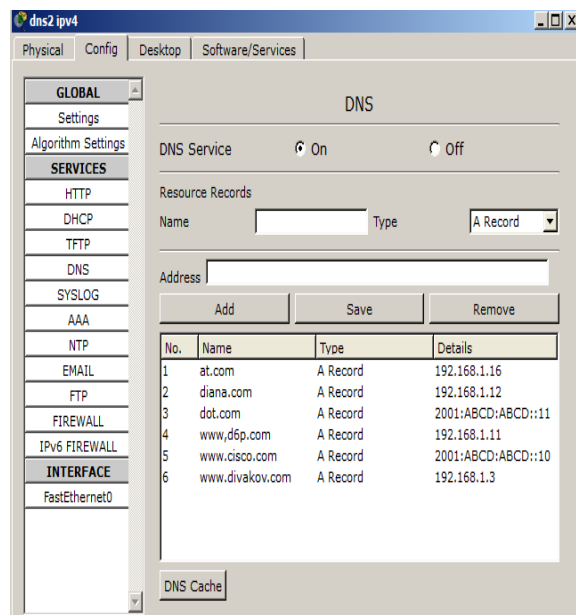 dns2 ipv4
Physical Config Desktop Software/Services
GLOBAL
Settings
Algorithm Settings
SERVICES
HTTP
DHCP
TFTP
DNS
SYSLOG
AAA
NTP
EMAIL
FTP
FIREWALL
IPv6 FIREWALL
INTERFACE
FastEthernet0
DNS
DNS Service On Off
Resource Records
Name Type A Record
Address
Add Save Remove
No. Name Type Details
1 at.com A Record 192.168.1.16
2 diana.com A Record 192.168.1.12
3 dot.com A Record 2001:ABCD:ABCD::11
4 www,d6p.com A Record 192.168.1.11
5 www.cisco.com A Record 2001:ABCD:ABCD::10
6 www.divakov.com A Record 192.168.1.3
DNS Cache